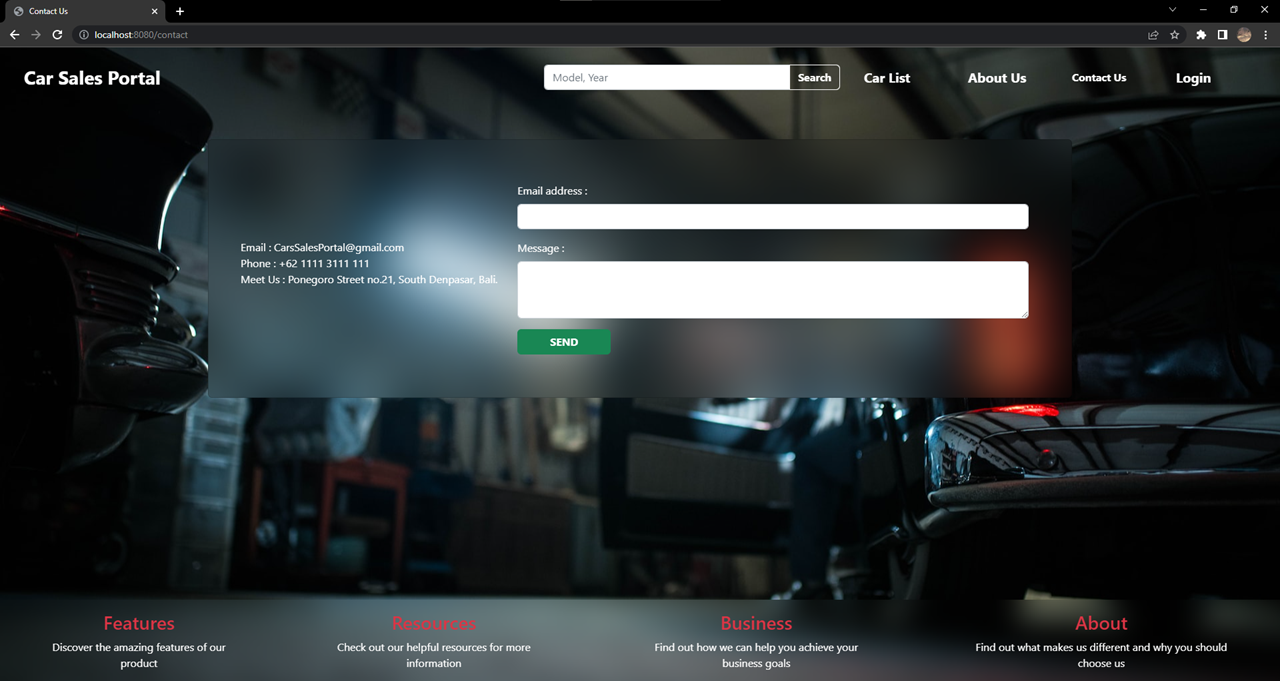 Contact Us
localhost:8080/contact
Car Sales Portal
Model, Year
Search
Car List
About Us
Contact Us
Login
Email : CarsSalesPortal@gmail.com
Phone : +62 1111 3111 111
Meet Us : Ponegoro Street no.21, South Denpasar, Bali.
Email address :
Message :
SEND
Features
Discover the amazing features of our
product
Resources
Check out our helpful resources for more
information
Business
Find out how we can help you achieve your
business goals
About
Find out what makes us different and why you should
choose us